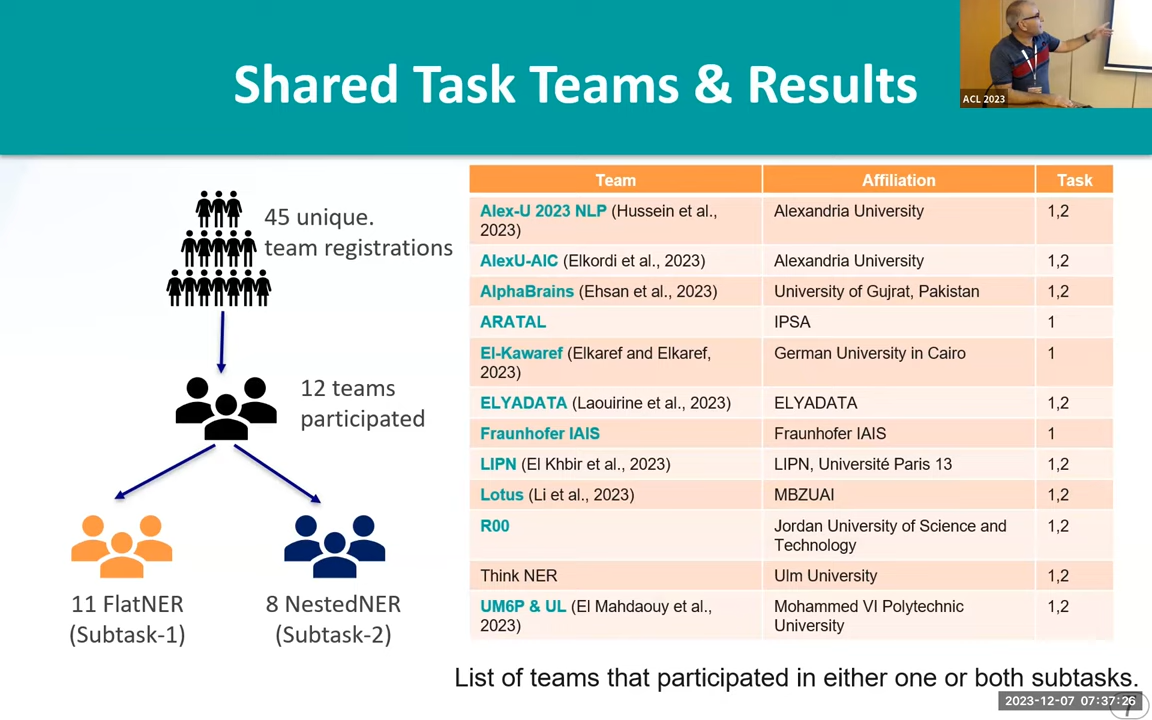 Shared Task Teams & Results
ACL 2023
45 unique.
team registrations
12 teams
participated
11 FlatNER
(Subtask-1)
8 NestedNER
(Subtask-2)
Team Affiliation Task
Alex-U 2023 NLP (Hussein et al.,
2023)
Alexandria University
1,2
AlexU-AIC (Elkordi et al., 2023) Alexandria University 1,2
AlphaBrains (Ehsan et al., 2023) University of Gujrat, Pakistan 1,2
ARATAL IPSA 1
El-Kawaref (Elkaref and Elkaref,
2023)
German University in Cairo
1
ELYADATA (Laouirine et al., 2023) ELYADATA 1,2
Fraunhofer IAIS Fraunhofer IAIS 1
LIPN (El Khbir et al., 2023) LIPN, Université Paris 13 1,2
Lotus (Li et al., 2023) MBZUAI 1,2
R00
Jordan University of Science and
Technology
1,2
Think NER Ulm University 1,2
UM6P & UL (El Mahdaouy et al.,
2023)
Mohammed VI Polytechnic
University
1,2
List of teams that participated in either one or both subtasks.
2023-12-07 07:37:26